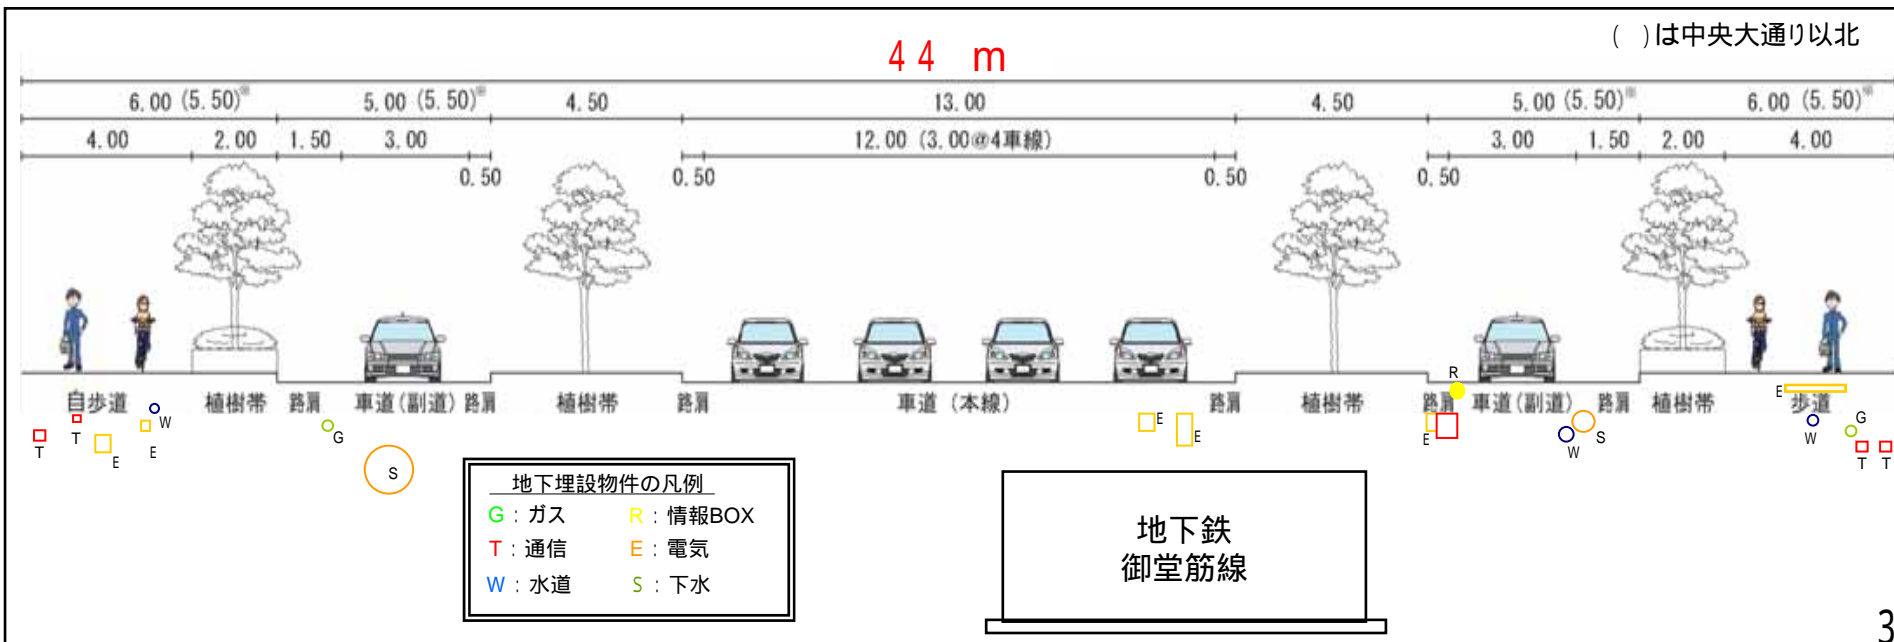 ( )は中央大通り以北
44 m
6.00 (5.50)※ 5.00 (5.50)※ 4.50 13.00 4.50 5.00 (5.50)※ 6.00 (5.50)※
4.00 2.00 1.50 3.00 12.00 (3.00@4車線) 3.00 1.50 2.00 4.00
0.50 0.50 0.50 0.50
R
自歩道 植樹帯 路肩 車道(副道) 路肩 植樹帯 路肩 車道 (本線) 路肩 植樹帯 路肩 車道(副道) 路肩 植樹帯 歩道
E
W G E E E W S W G
T T E E S T T
地下埋設物件の凡例
G : ガス R : 情報BOX
T : 通信 E : 電気
W : 水道 S : 下水
地下鉄
御堂筋線
3